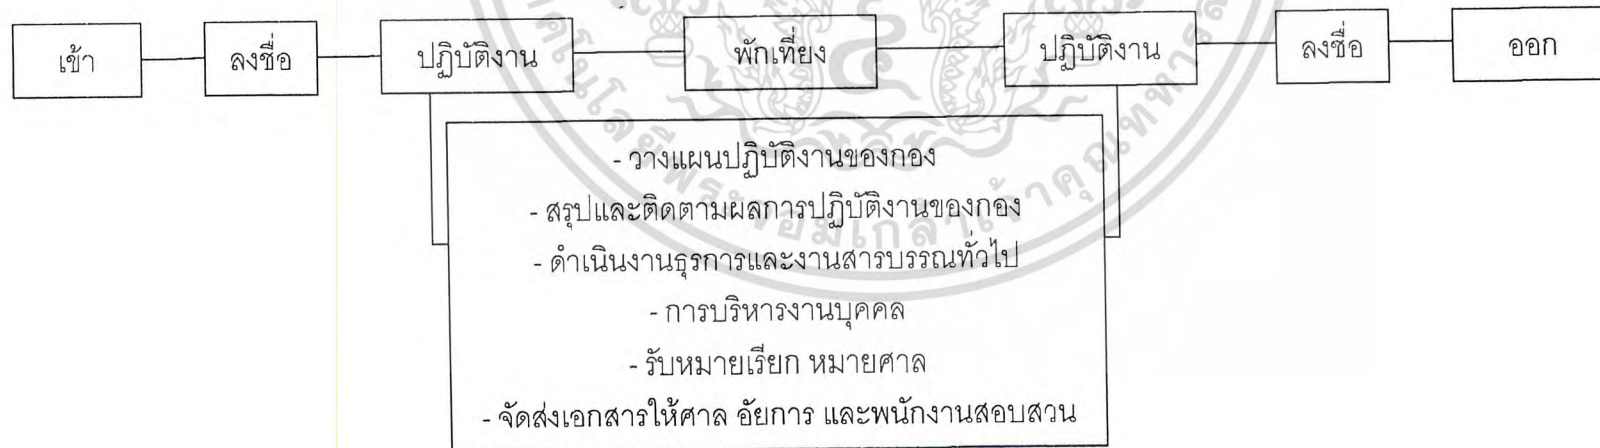 เข้า ลงชื่อ ปฏิบัติงาน พักเที่ยง ปฏิบัติงาน ลงชื่อ ออก
- วางแผนปฏิบัติงานของกอง
- สรุปและติดตามผลการปฏิบัติงานของกอง
- ดำเนินงานธุรการและงานสารบรรณทั่วไป
- การบริหารงานบุคคล
- รับหมายเรียก หมายศาล
- จัดส่งเอกสารให้ศาล อัยการ และพนักงานสอบสวน